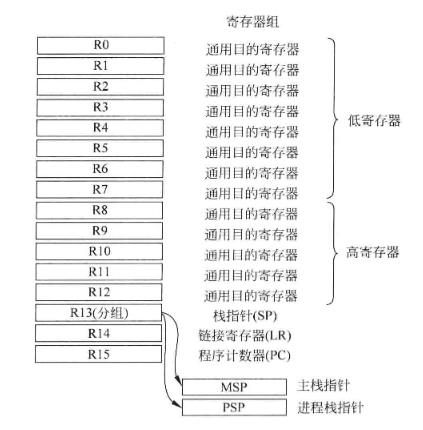 寄存器组
R0 通用目的寄存器
R1 通用目的寄存器
R2 通用目的寄存器
R3 通用目的寄存器
R4 通用目的寄存器
R5 通用目的寄存器
R6 通用目的寄存器
R7 通用目的寄存器
低寄存器
R8 通用目的寄存器
R9 通用目的寄存器
R10 通用目的寄存器
R11 通用目的寄存器
R12 通用目的寄存器
高寄存器
R13(分组) 栈指针(SP)
R14 链接寄存器(LR)
R15 程序计数器(PC)
MSP 主栈指针
PSP 进程栈指针